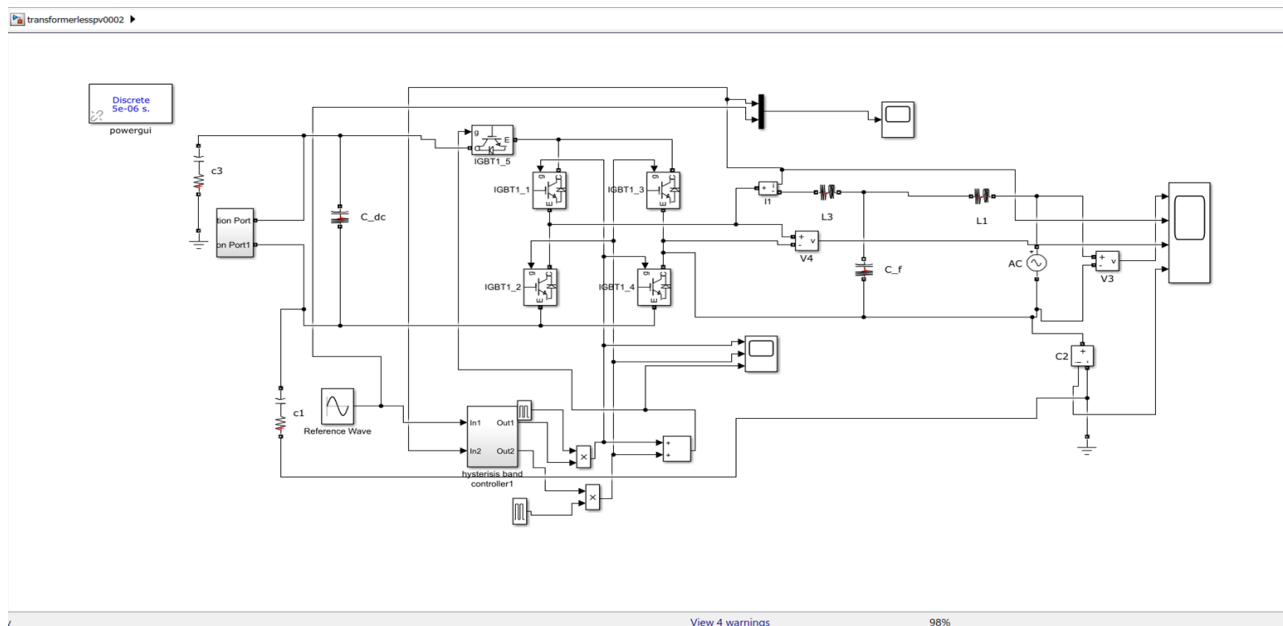 transformerlesspv0002
Discrete
5e-06 s.
powergui
c3
tion Port
on Port1
C_dc
g
E
C
IGBT1_5
IGBT1_1
g
C
E
IGBT1_3
g
C
E
IGBT1_2
g
C
E
IGBT1_4
g
C
E
+
-
I1
L3
L1
+
-
v
V4
C_f
AC
+
-
v
V3
C2
+
-
c1
Reference Wave
In1
Out1
In2
Out2
hysterisis band
controller1
×
×
+
+
View 4 warnings
98%